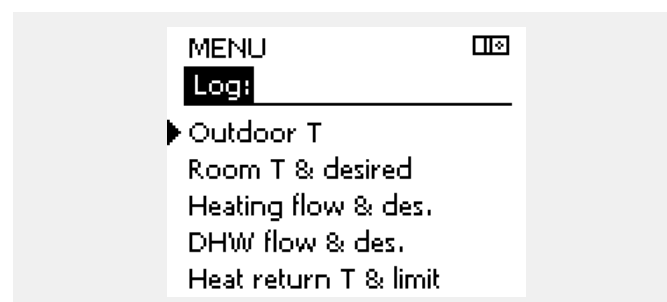 MENU
Log:
Outdoor T
Room T & desired
Heating flow & des.
DHW flow & des.
Heat return T & limit